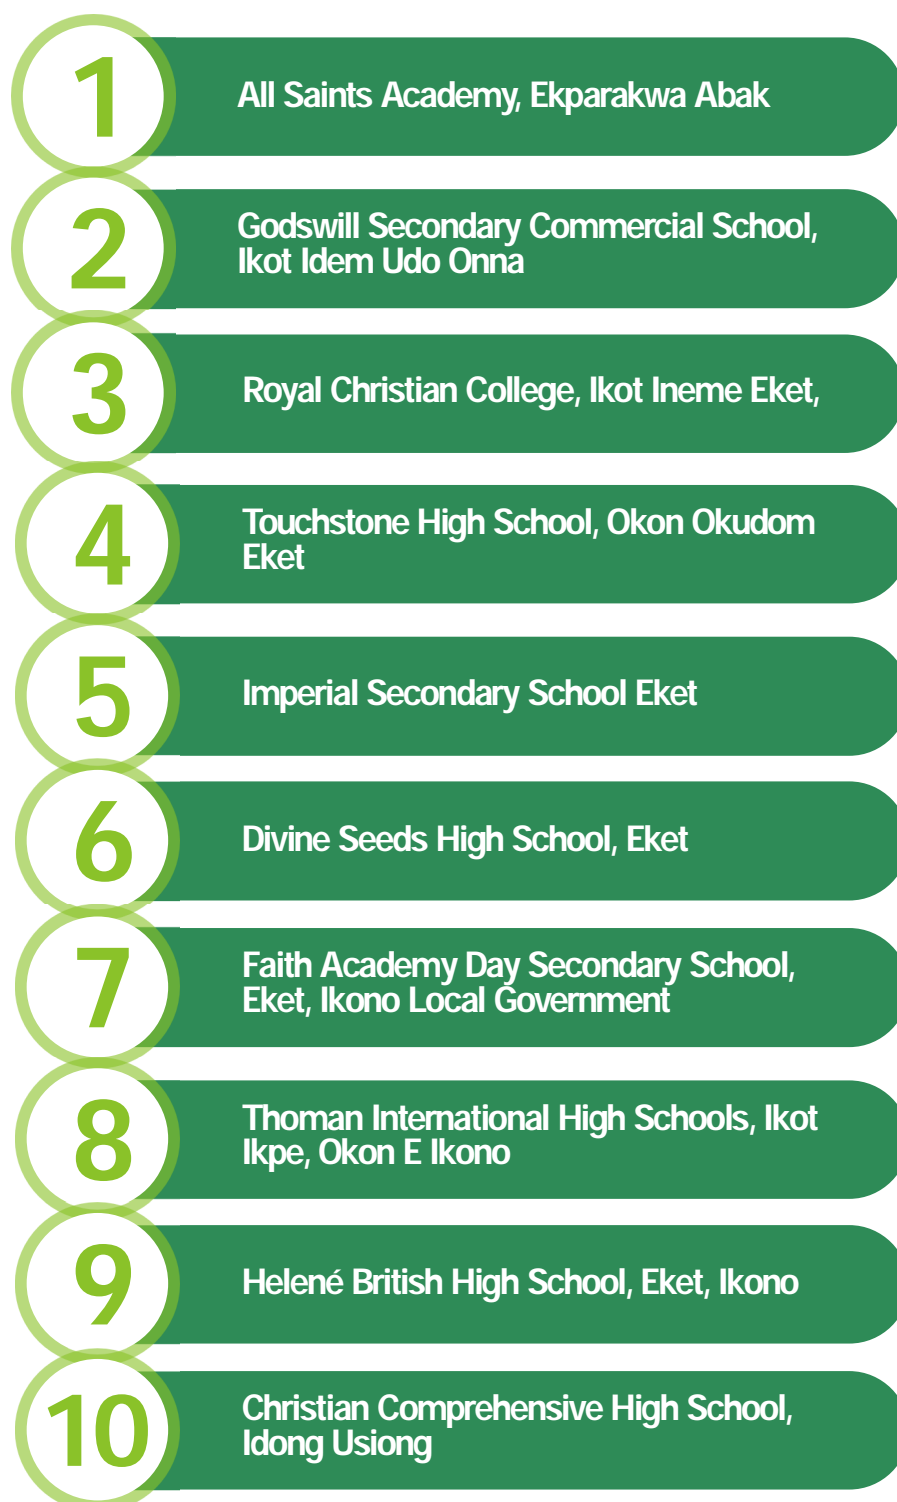 1
All Saints Academy, Ekparakwa Abak
2
Godswill Secondary Commercial School,
Ikot Idem Udo Onna
3
Royal Christian College, Ikot Ineme Eket,
4
Touchstone High School, Okon Okudom
Eket
5
Imperial Secondary School Eket
6
Divine Seeds High School, Eket
7
Faith Academy Day Secondary School,
Eket, Ikono Local Government
8
Thoman International High Schools, Ikot
Ikpe, Okon E Ikono
9
Helené British High School, Eket, Ikono
10
Christian Comprehensive High School,
Idong Usiong